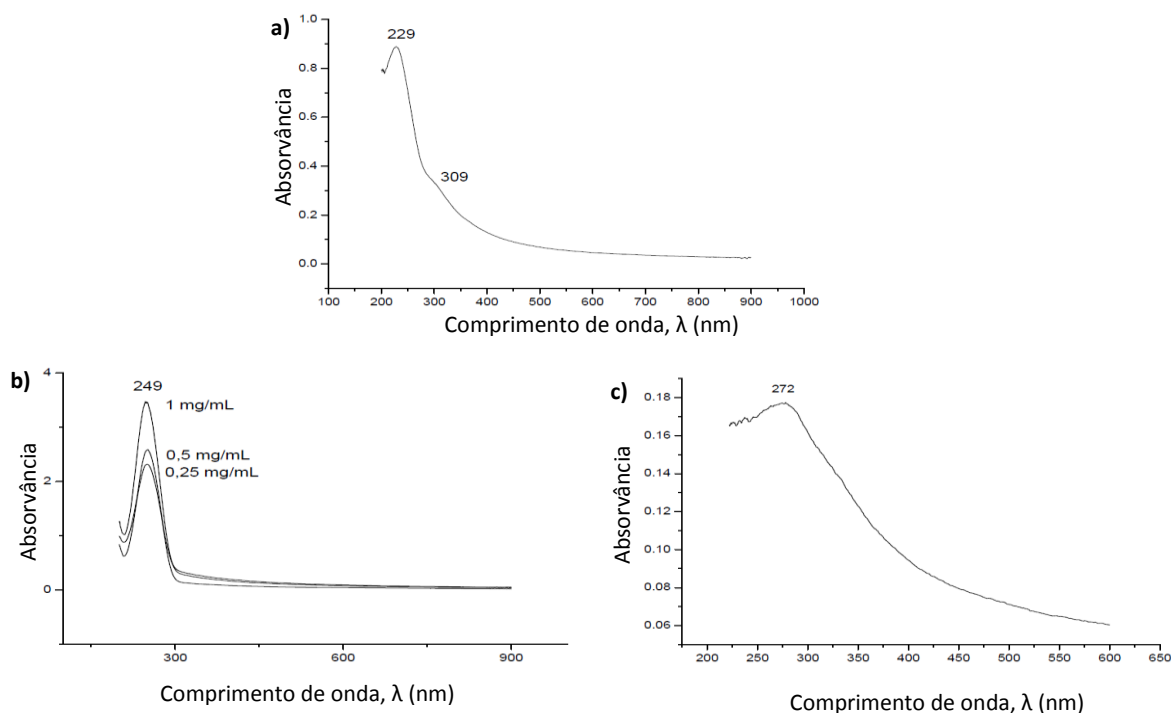 a)
229
309
1.0
0.8
0.6
0.4
0.2
0.0
Absorvância
100 200 300 400 500 600 700 800 900 1000
Comprimento de onda, λ (nm)
b)
249
1 mg/mL
0,5 mg/mL
0,25 mg/mL
4
2
0
Absorvância
300 600 900
Comprimento de onda, λ (nm)
c)
272
0.18
0.16
0.14
0.12
0.10
0.08
0.06
Absorvância
200 250 300 350 400 450 500 550 600 650
Comprimento de onda, λ (nm)